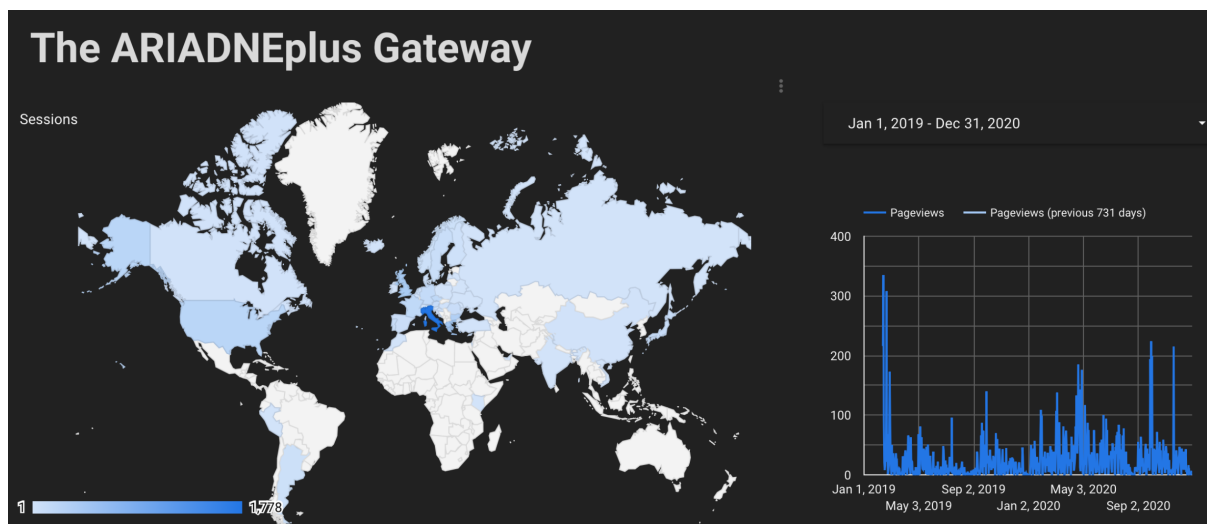 The ARIADNEplus Gateway
Sessions
Jan 1, 2019 - Dec 31, 2020
Pageviews
Pageviews (previous 731 days)
400
300
200
100
0
Jan 1, 2019
May 3, 2019
Sep 2, 2019
Jan 2, 2020
May 3, 2020
Sep 2, 2020
1
1,778